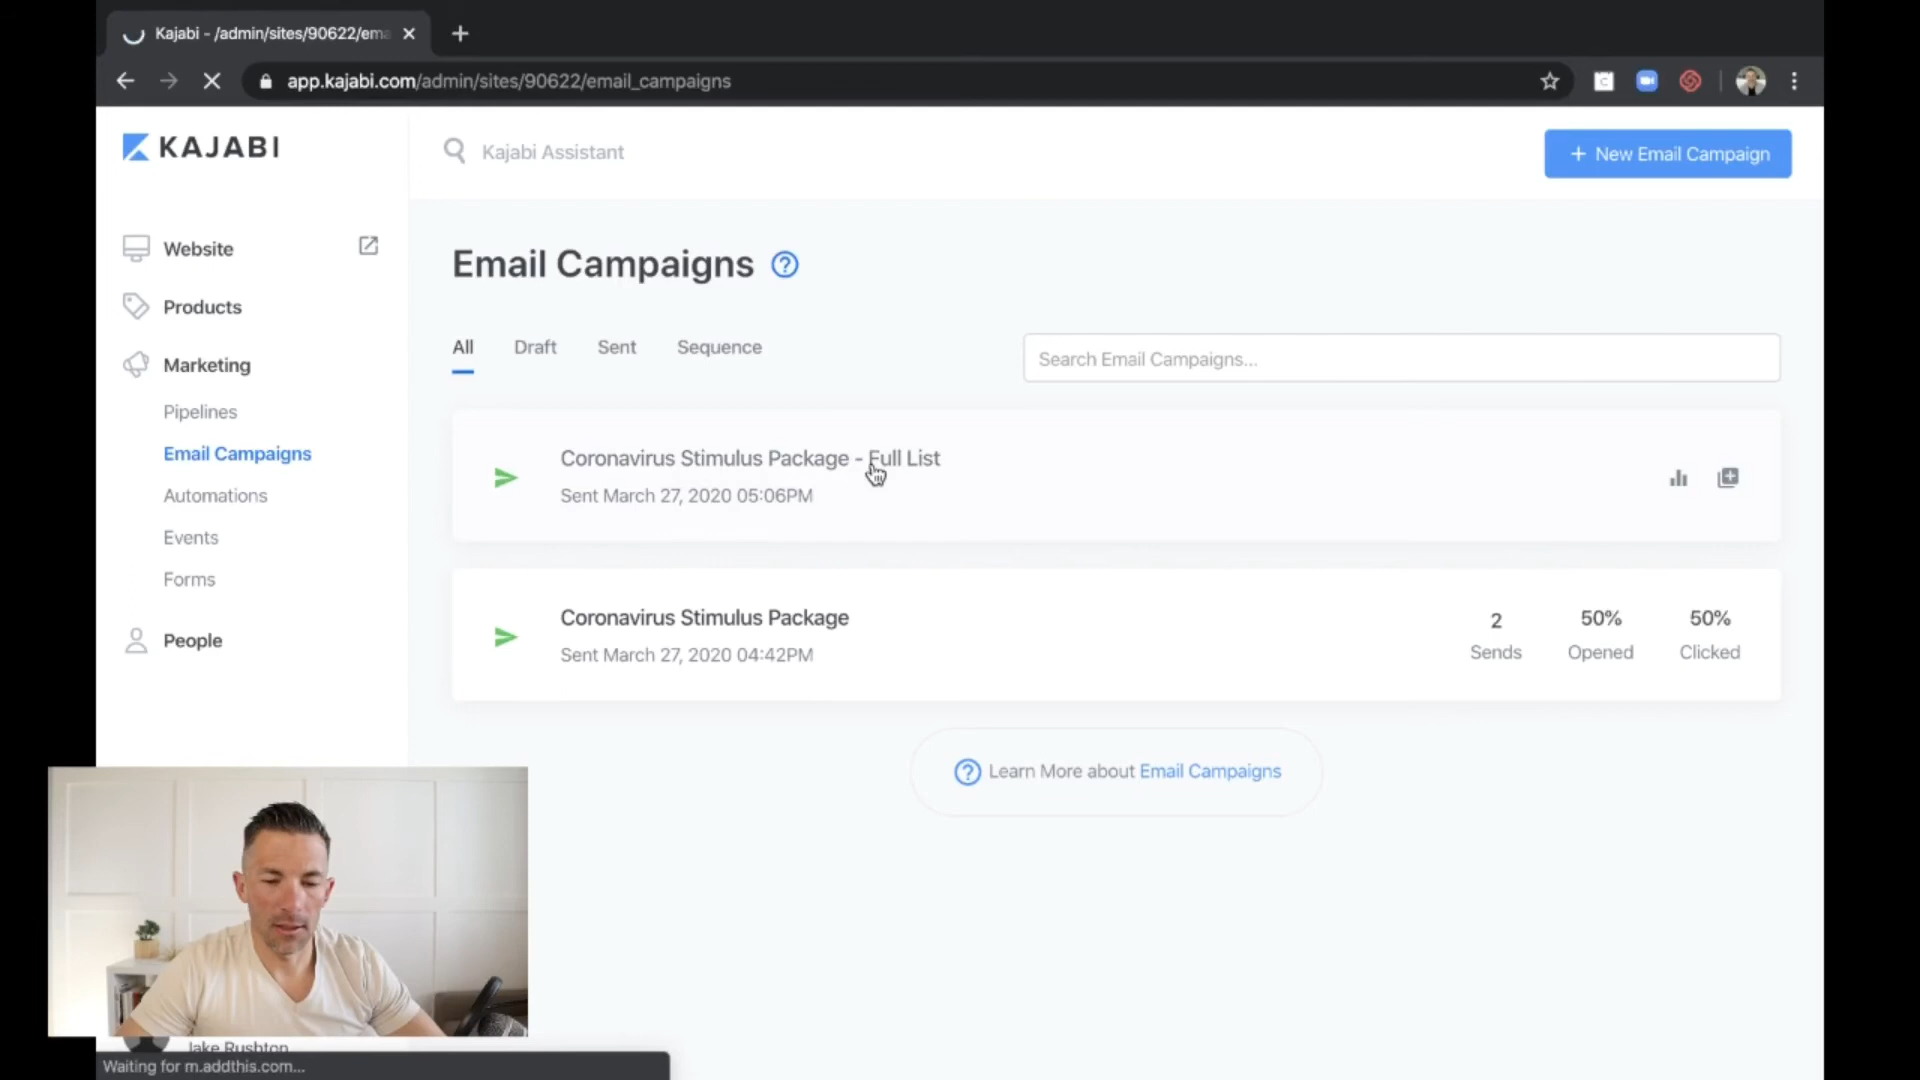 Kajabi - /admin/sites/90622/ema
app.kajabi.com/admin/sites/90622/email_campaigns
KAJABI
Kajabi Assistant
+ New Email Campaign
Website
Products
Marketing
Pipelines
Email Campaigns
Automations
Events
Forms
People
Email Campaigns ?
All Draft Sent Sequence
Search Email Campaigns...
Coronavirus Stimulus Package - Full List
Sent March 27, 2020 05:06PM
Coronavirus Stimulus Package
Sent March 27, 2020 04:42PM
2 50% 50%
Sends Opened Clicked
? Learn More about Email Campaigns
Jake Rushton
Waiting for m.addthis.com...